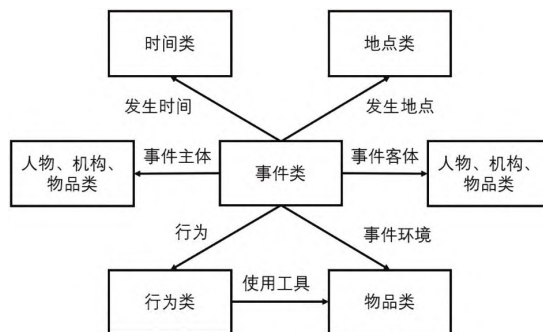 时间类
地点类
发生时间
发生地点
人物、机构、
物品类
事件主体
事件类
事件客体
人物、机构、
物品类
行为
事件环境
行为类
使用工具
物品类